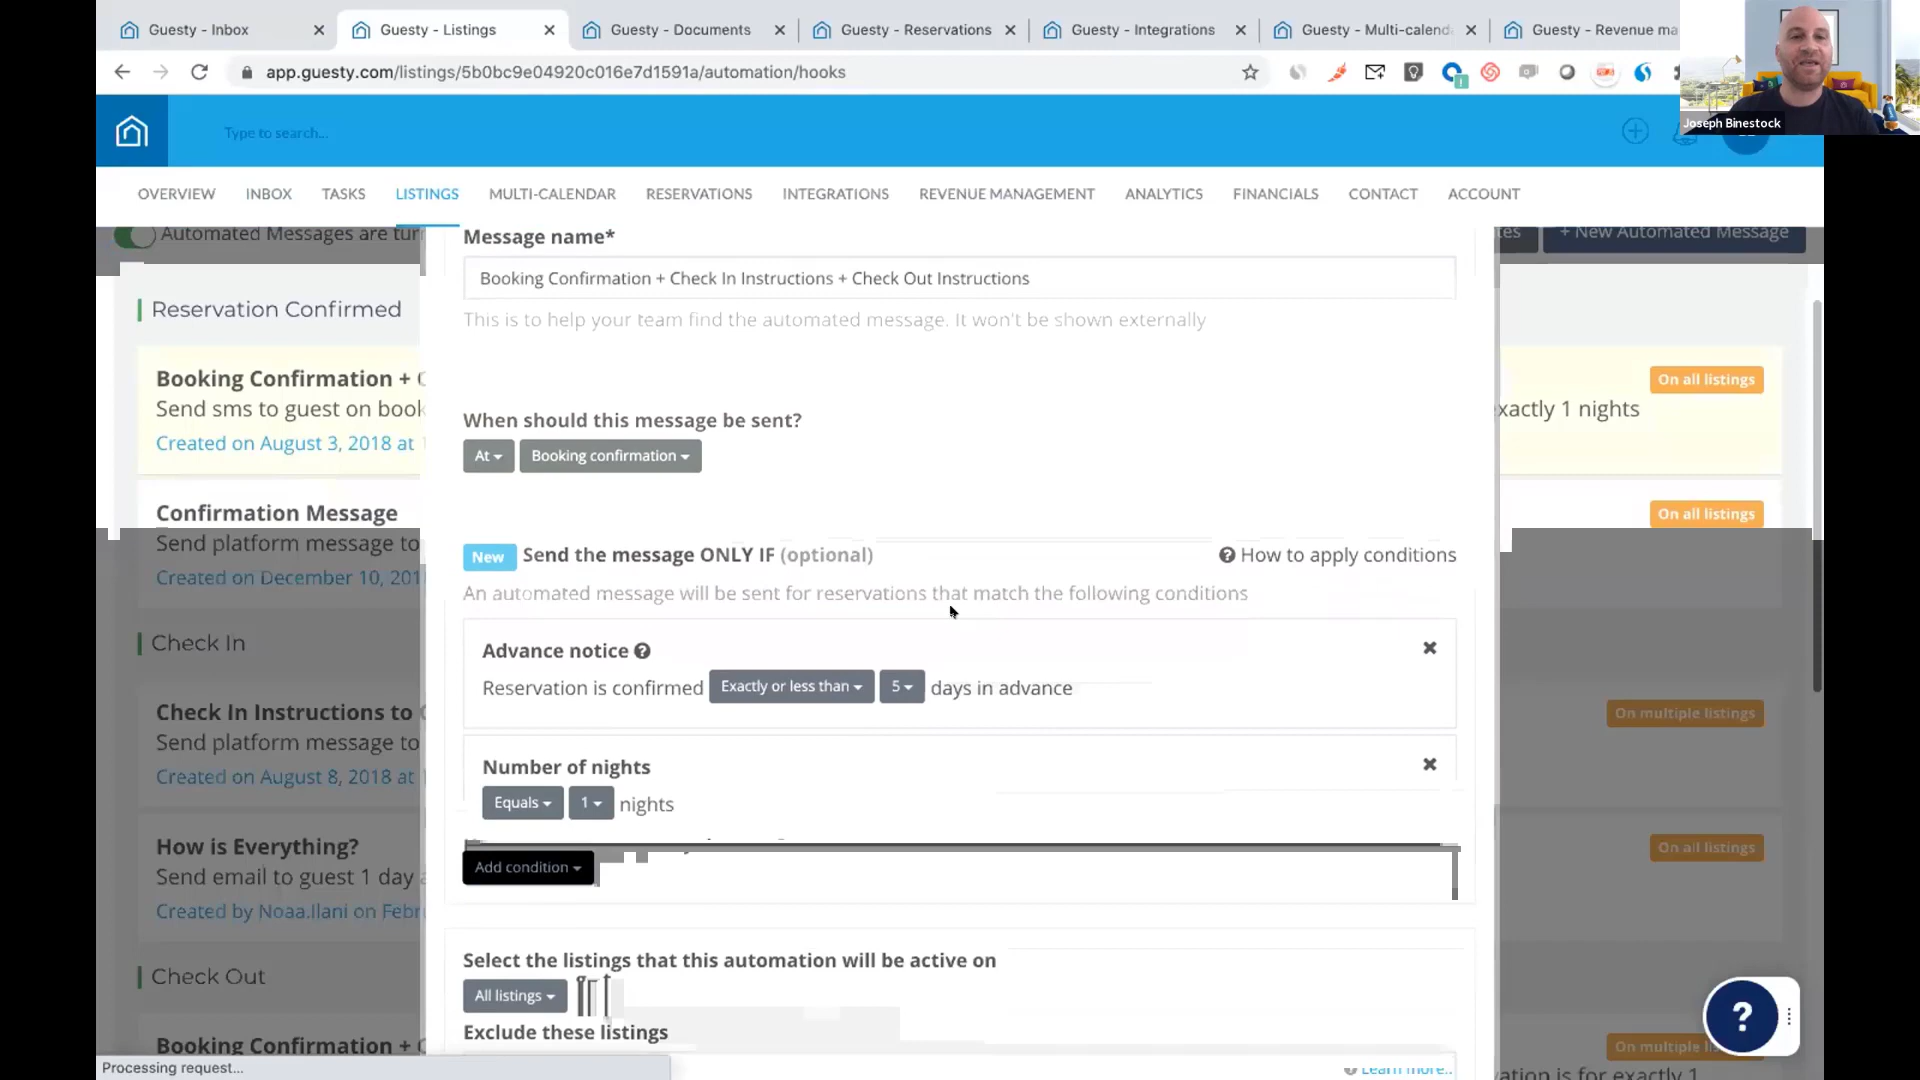 Guesty - Inbox
Guesty - Listings
Guesty - Documents
Guesty - Reservations
Guesty - Integrations
Guesty - Multi-calend
Guesty - Revenue ma
app.guesty.com/listings/5b0bc9e04920c016e7d1591a/automation/hooks
Joseph Binestock
Type to search...
OVERVIEW
INBOX
TASKS
LISTINGS
MULTI-CALENDAR
RESERVATIONS
INTEGRATIONS
REVENUE MANAGEMENT
ANALYTICS
FINANCIALS
CONTACT
ACCOUNT
Automated Messages are tur
+ New Automated Message
Message name*
Booking Confirmation + Check In Instructions + Check Out Instructions
This is to help your team find the automated message. It won't be shown externally
When should this message be sent?
At
Booking confirmation
New
Send the message ONLY IF (optional)
? How to apply conditions
An automated message will be sent for reservations that match the following conditions
Advance notice ?
Reservation is confirmed Exactly or less than 5 days in advance
Number of nights
Equals 1 nights
Add condition
Select the listings that this automation will be active on
All listings
Exclude these listings
Learn more..
Reservation Confirmed
Booking Confirmation +
Send sms to guest on book
Created on August 3, 2018 at
On all listings
exactly 1 nights
Confirmation Message
Send platform message to
Created on December 10, 201
On all listings
Check In
Check In Instructions to
Send platform message to
Created on August 8, 2018 at
On multiple listings
How is Everything?
Send email to guest 1 day
Created by Noaa.Ilani on Febr
On all listings
Check Out
Booking Confirmation +
On multiple
vation is for exactly 1
Processing request...
?